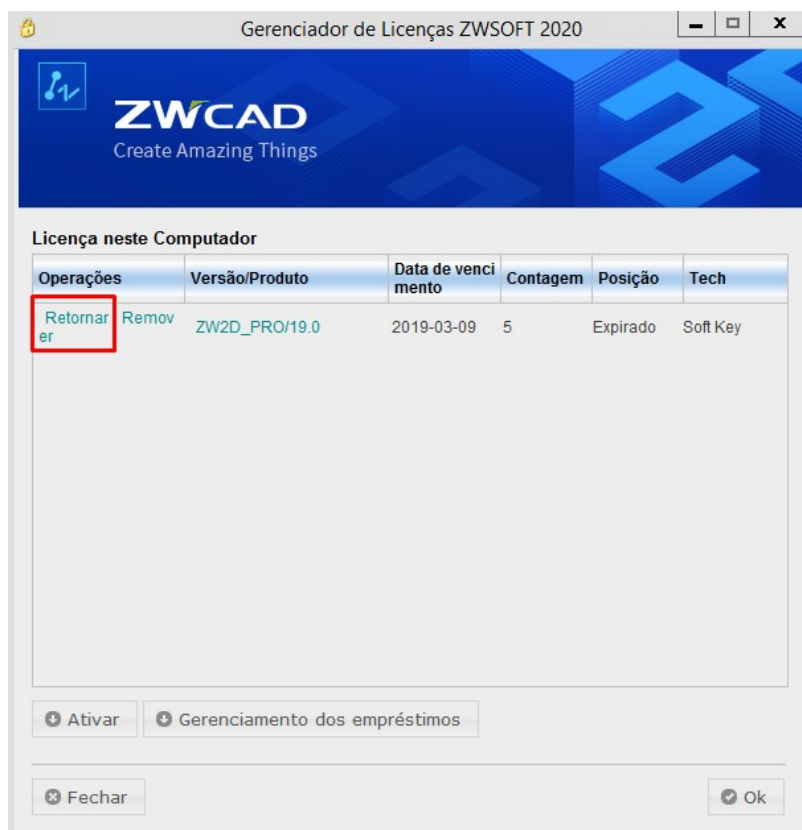 Gerenciador de Licenças ZWSOFT 2020
ZWCAD
Create Amazing Things
Licença neste Computador
Operações Versão/Produto Data de venci
mento Contagem Posição Tech
Retornar Remov
er ZW2D_PRO/19.0 2019-03-09 5 Expirado Soft Key
Ativar Gerenciamento dos empréstimos
Fechar Ok